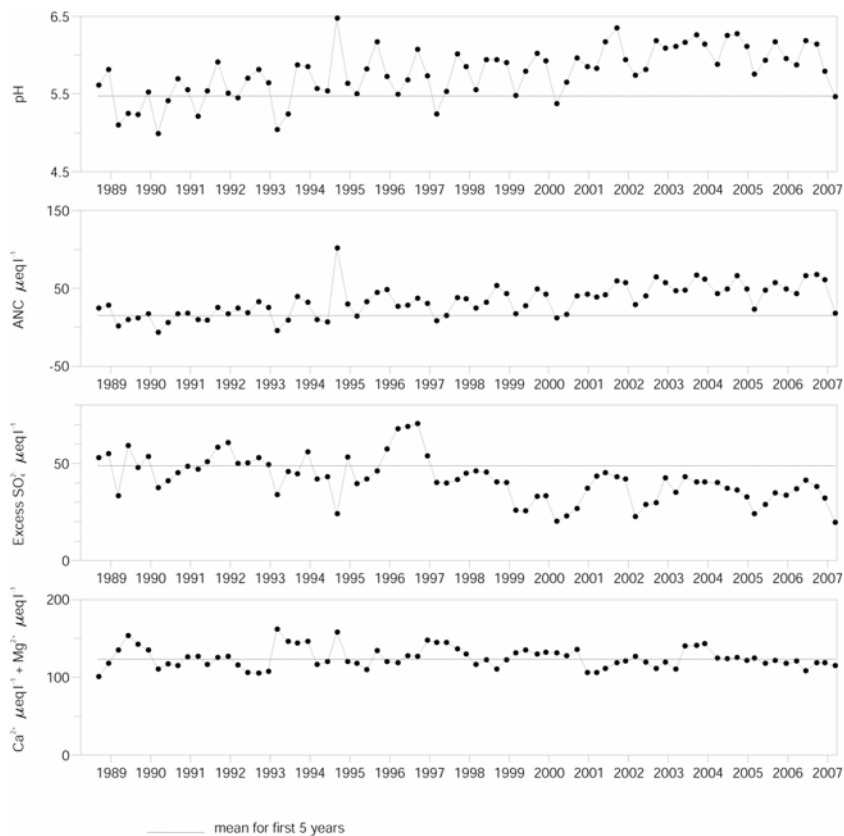 6.5
5.5
4.5
pH
1989 1990 1991 1992 1993 1994 1995 1996 1997 1998 1999 2000 2001 2002 2003 2004 2005 2006 2007
150
50
-50
ANC μeq l⁻¹
1989 1990 1991 1992 1993 1994 1995 1996 1997 1998 1999 2000 2001 2002 2003 2004 2005 2006 2007
50
0
Excess SO₄²⁻ μeq l⁻¹
1989 1990 1991 1992 1993 1994 1995 1996 1997 1998 1999 2000 2001 2002 2003 2004 2005 2006 2007
200
100
0
Ca²⁺ μeq l⁻¹ + Mg²⁺ μeq l⁻¹
1989 1990 1991 1992 1993 1994 1995 1996 1997 1998 1999 2000 2001 2002 2003 2004 2005 2006 2007
mean for first 5 years